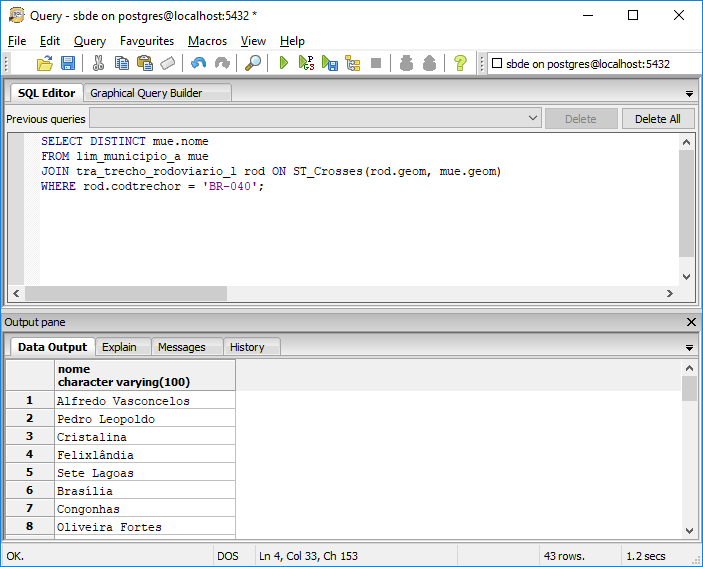 Query - sbde on postgres@localhost:5432 *
File Edit Query Favourites Macros View Help
sbde on postgres@localhost:5432
SQL Editor Graphical Query Builder
Previous queries Delete Delete All
SELECT DISTINCT mue.nome
FROM lim_municipio_a mue
JOIN tra_trecho_rodoviario_l rod ON ST_Crosses(rod.geom, mue.geom)
WHERE rod.codtrechor = 'BR-040';
Output pane
Data Output Explain Messages History
nome
character varying(100)
1 Alfredo Vasconcelos
2 Pedro Leopoldo
3 Cristalina
4 Felixlândia
5 Sete Lagoas
6 Brasília
7 Congonhas
8 Oliveira Fortes
OK. DOS Ln 4, Col 33, Ch 153 43 rows. 1.2 secs